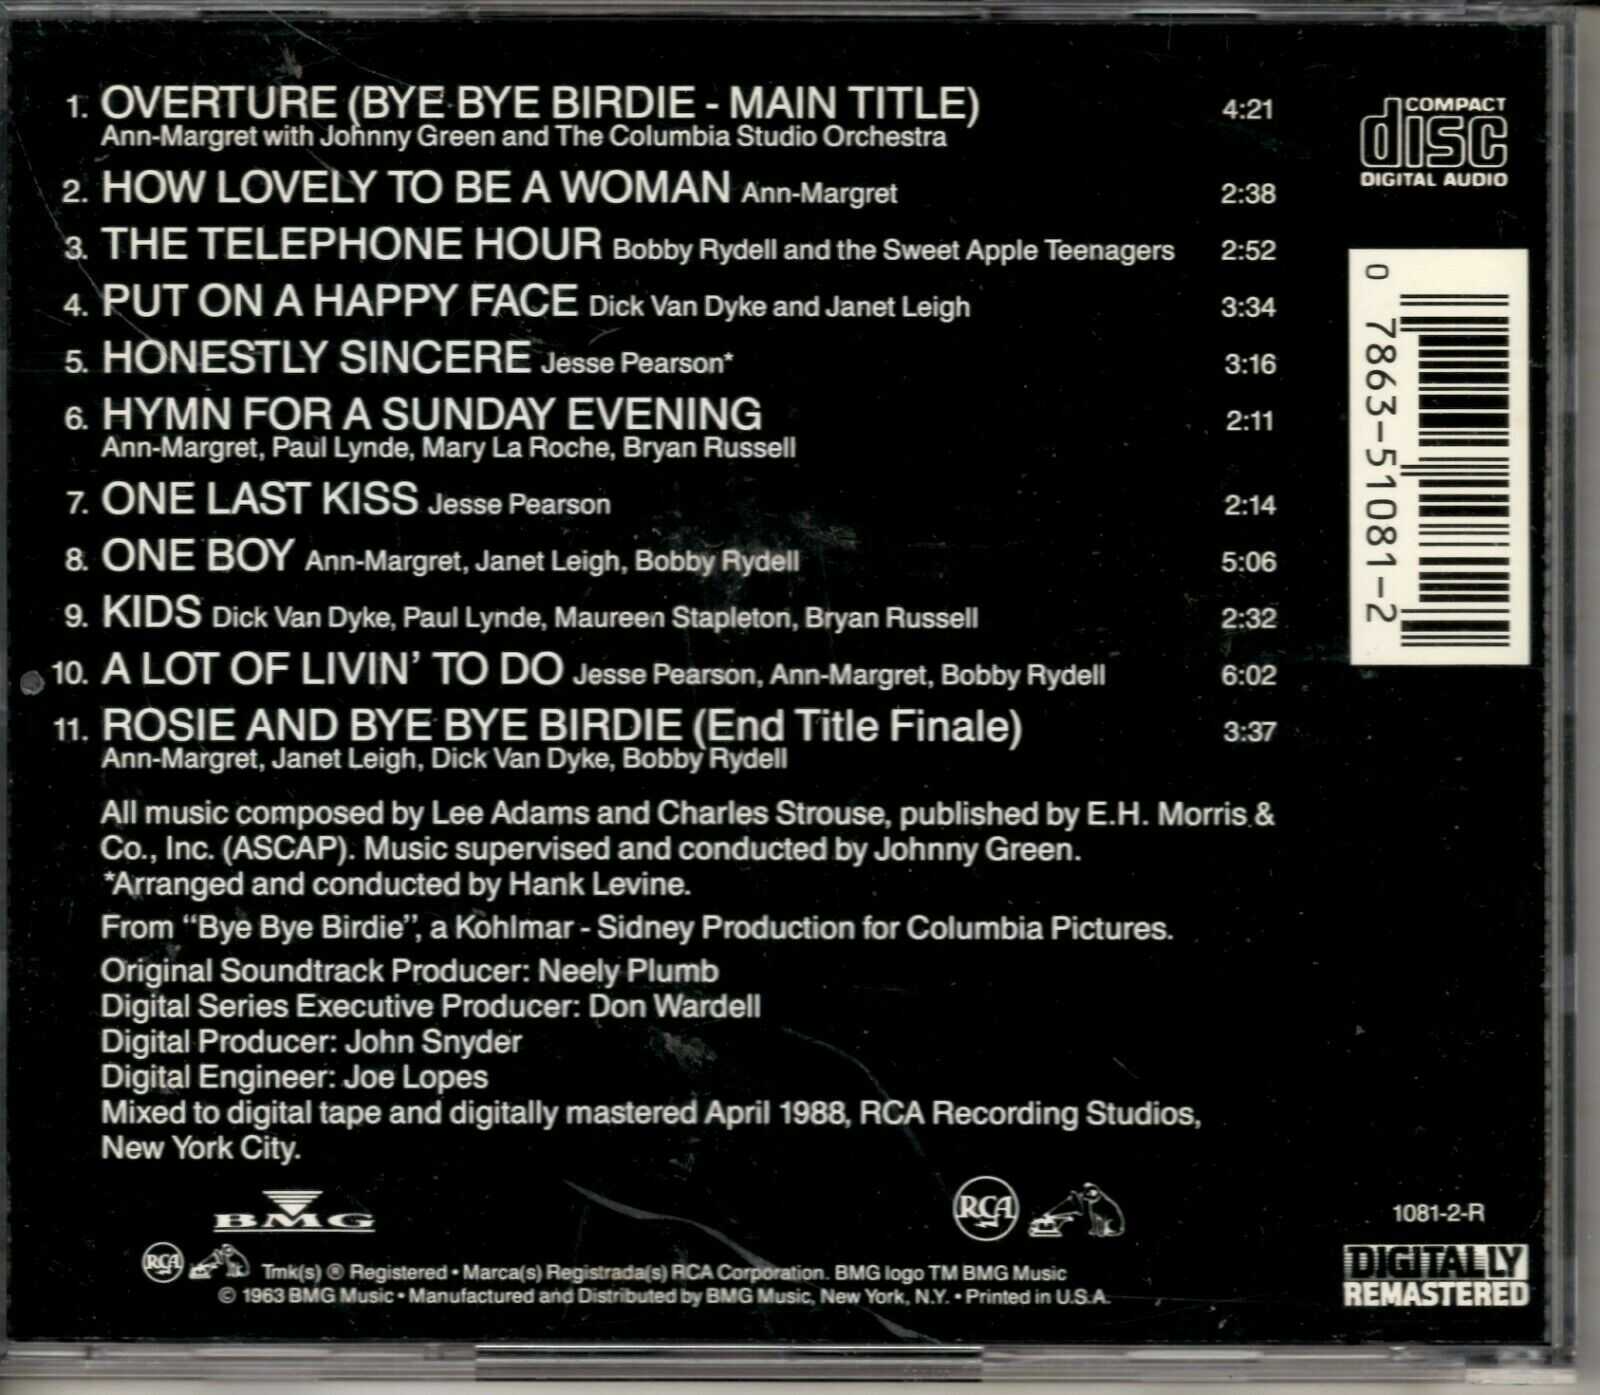 1. OVERTURE (BYE BYE BIRDIE - MAIN TITLE) 4:21
Ann-Margret with Johnny Green and The Columbia Studio Orchestra
2. HOW LOVELY TO BE A WOMAN Ann-Margret 2:38
3. THE TELEPHONE HOUR Bobby Rydell and the Sweet Apple Teenagers 2:52
4. PUT ON A HAPPY FACE Dick Van Dyke and Janet Leigh 3:34
5. HONESTLY SINCERE Jesse Pearson* 3:16
6. HYMN FOR A SUNDAY EVENING 2:11
Ann-Margret, Paul Lynde, Mary La Roche, Bryan Russell
7. ONE LAST KISS Jesse Pearson 2:14
8. ONE BOY Ann-Margret, Janet Leigh, Bobby Rydell 5:06
9. KIDS Dick Van Dyke, Paul Lynde, Maureen Stapleton, Bryan Russell 2:32
10. A LOT OF LIVIN' TO DO Jesse Pearson, Ann-Margret, Bobby Rydell 6:02
11. ROSIE AND BYE BYE BIRDIE (End Title Finale) 3:37
Ann-Margret, Janet Leigh, Dick Van Dyke, Bobby Rydell
All music composed by Lee Adams and Charles Strouse, published by E.H. Morris &
Co., Inc. (ASCAP). Music supervised and conducted by Johnny Green.
*Arranged and conducted by Hank Levine.
From "Bye Bye Birdie", a Kohlmar - Sidney Production for Columbia Pictures.
Original Soundtrack Producer: Neely Plumb
Digital Series Executive Producer: Don Wardell
Digital Producer: John Snyder
Digital Engineer: Joe Lopes
Mixed to digital tape and digitally mastered April 1988, RCA Recording Studios,
New York City.
COMPACT
disc
DIGITAL AUDIO
0 7863-51081-2
BMG
RCA
RCA Tmk(s) ® Registered • Marca(s) Registrada(s) RCA Corporation. BMG logo TM BMG Music
© 1963 BMG Music • Manufactured and Distributed by BMG Music, New York, N.Y. • Printed in U.S.A.
1081-2-R
DIGITALLY
REMASTERED